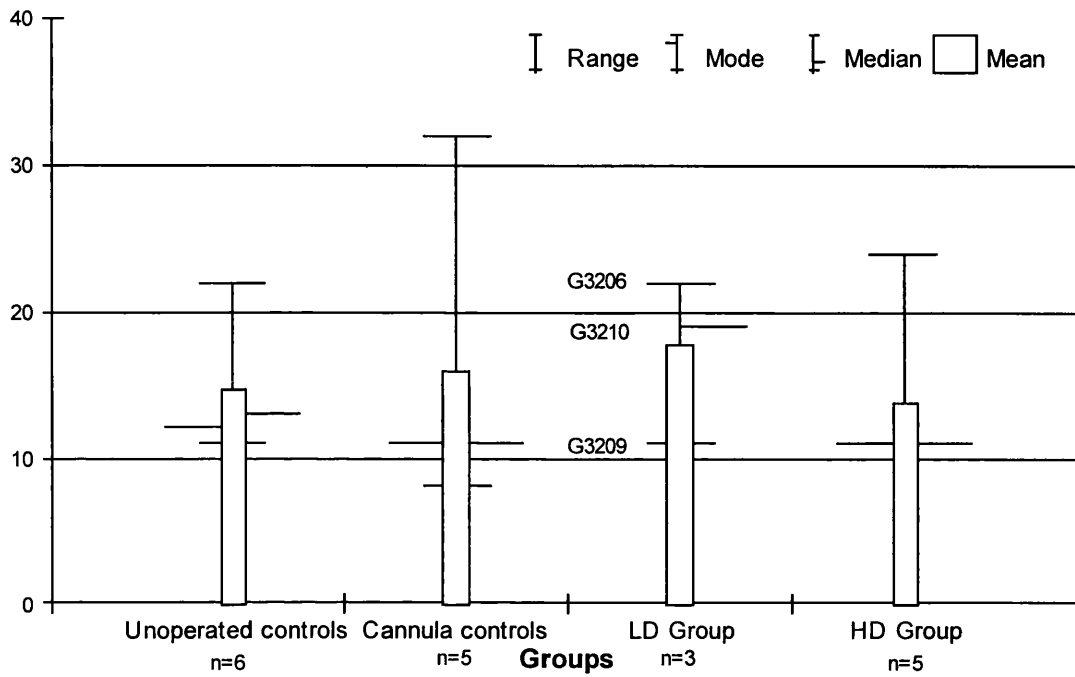 40
Range Mode Median Mean
30
G3206
20
G3210
G3209
10
0
Unoperated controls Cannula controls LD Group HD Group
n=6 n=5 Groups n=3 n=5